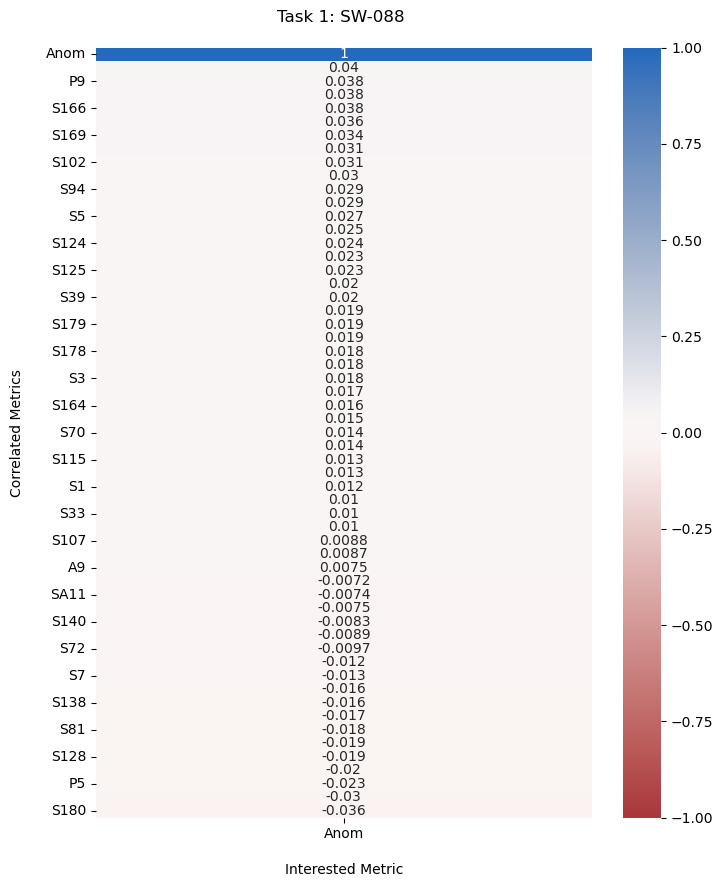 Task 1: SW-088
Anom 1 1.00
0.04
P9 0.038
0.038
S166 0.038
0.036
S169 0.034 0.75
0.031
S102 0.031
0.03
S94 0.029
0.029
S5 0.027
0.025
S124 0.024 0.50
0.023
S125 0.023
0.02
S39 0.02
0.019
S179 0.019 0.25
0.019
S178 0.018
0.018
S3 0.018
0.017
S164 0.016
0.015
S70 0.014 0.00
0.014
S115 0.013
0.013
S1 0.012
0.01
S33 0.01
0.01
S107 0.0088 −0.25
0.0087
A9 0.0075
-0.0072
SA11 -0.0074
-0.0075
S140 -0.0083
-0.0089 −0.50
S72 -0.0097
-0.012
S7 -0.013
-0.016
S138 -0.016
-0.017 −0.75
S81 -0.018
-0.019
S128 -0.019
-0.02
P5 -0.023
-0.03
S180 -0.036 −1.00
Anom
Interested Metric
Correlated Metrics